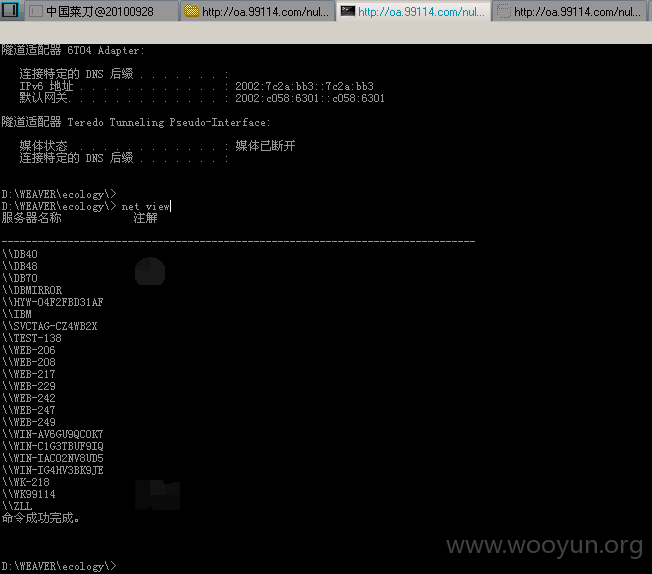 中国菜刀@20100928 http://oa.99114.com/nul... http://oa.99114.com/nul... http://oa.99114.com/nul...
隧道适配器 6TO4 Adapter:
连接特定的 DNS 后缀 . . . . . . . :
IPv6 地址 . . . . . . . . . . . . : 2002:7c2a:bb3::7c2a:bb3
默认网关. . . . . . . . . . . . . : 2002:c058:6301::c058:6301
隧道适配器 Teredo Tunneling Pseudo-Interface:
媒体状态 . . . . . . . . . . . . : 媒体已断开
连接特定的 DNS 后缀 . . . . . . . :
D:\WEAVER\ecology\>
D:\WEAVER\ecology\> net view
服务器名称 注解
-------------------------------------------------------------------------------
\\DB40
\\DB48
\\DB70
\\DBMIRROR
\\HYW-04F2FBD31AF
\\IBM
\\SVCTAG-CZ4WB2X
\\TEST-138
\\WEB-206
\\WEB-208
\\WEB-217
\\WEB-229
\\WEB-242
\\WEB-247
\\WEB-249
\\WIN-AV6GU9QCOK7
\\WIN-C1G3TBUF9IQ
\\WIN-IACO2NV8UD5
\\WIN-IG4HV3BK9JE
\\WK-218
\\WK99114
\\ZLL
命令成功完成。
www.wooyun.org
D:\WEAVER\ecology\>